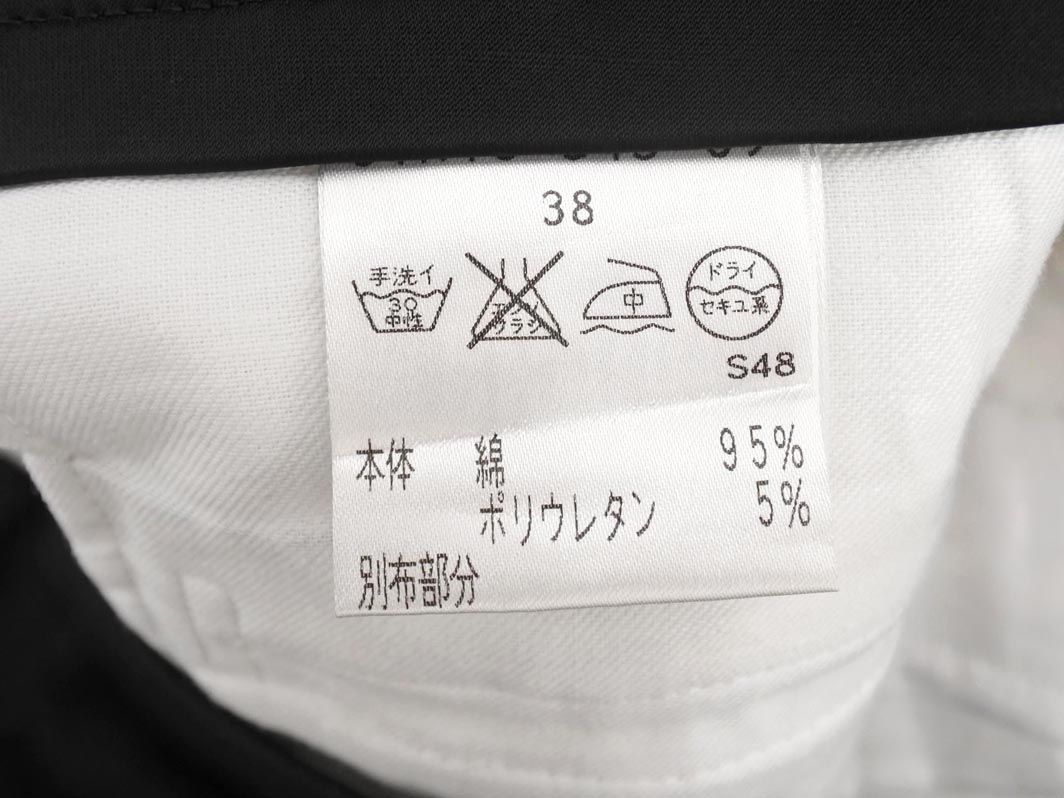 38
手洗イ 30 中性
中
ドライ セキユ系
S48
本体 綿 95%
ポリウレタン 5%
別布部分